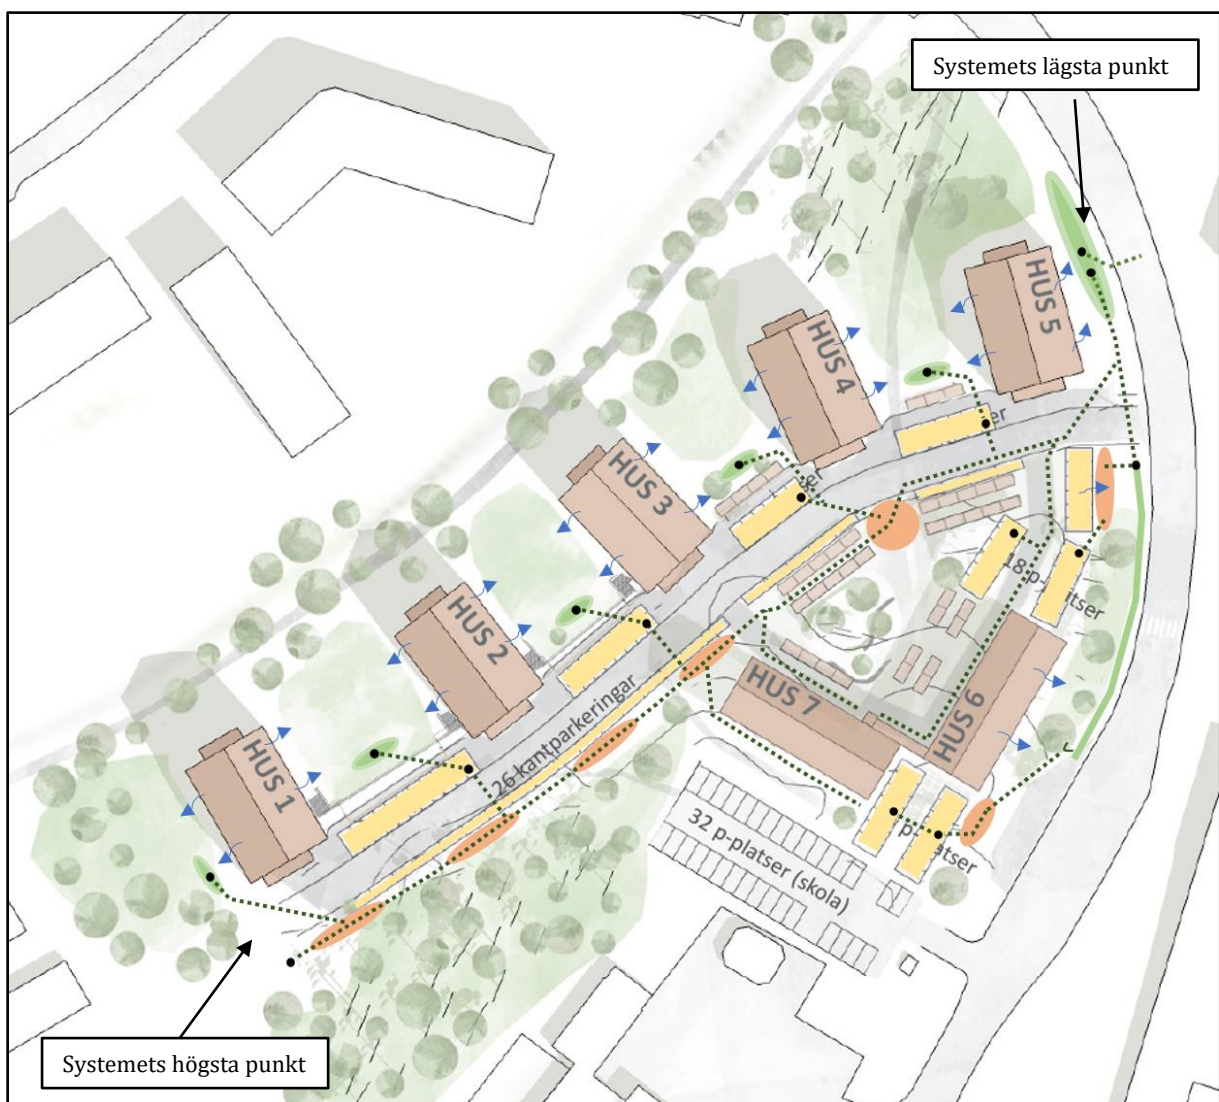 Systemets lägsta punkt
HUS 5
HUS 4
HUS 3
HUS 2
HUS 1
18 p-
HUS 6
HUS 7
26 kantparkeringar
32 p-platser (skola)
Systemets högsta punkt